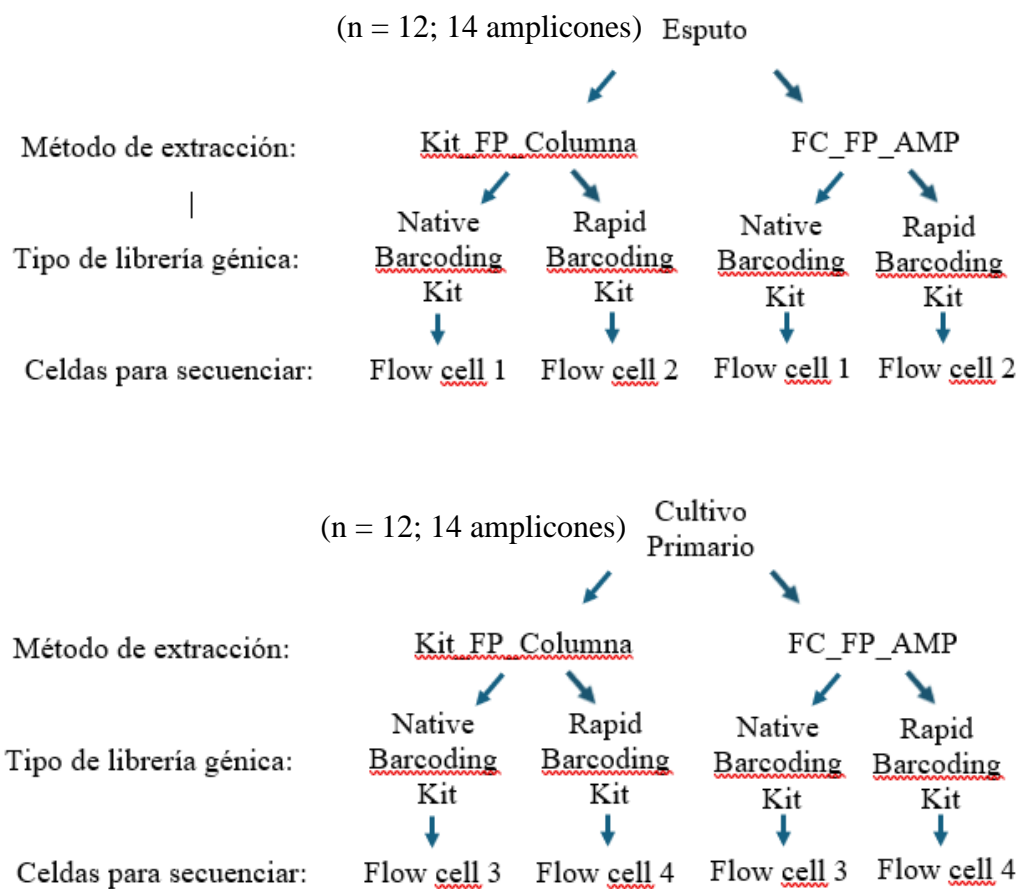 (n = 12; 14 amplicones) Esputo
Método de extracción: Kit_FP_Columna FC_FP_AMP
Native Rapid Native Rapid
Tipo de librería génica: Barcoding Barcoding Barcoding Barcoding
Kit Kit Kit Kit
Celdas para secuenciar: Flow cell 1 Flow cell 2 Flow cell 1 Flow cell 2
Cultivo
(n = 12; 14 amplicones) Primario
Método de extracción: Kit_FP_Columna FC_FP_AMP
Native Rapid Native Rapid
Tipo de librería génica: Barcoding Barcoding Barcoding Barcoding
Kit Kit Kit Kit
Celdas para secuenciar: Flow cell 3 Flow cell 4 Flow cell 3 Flow cell 4